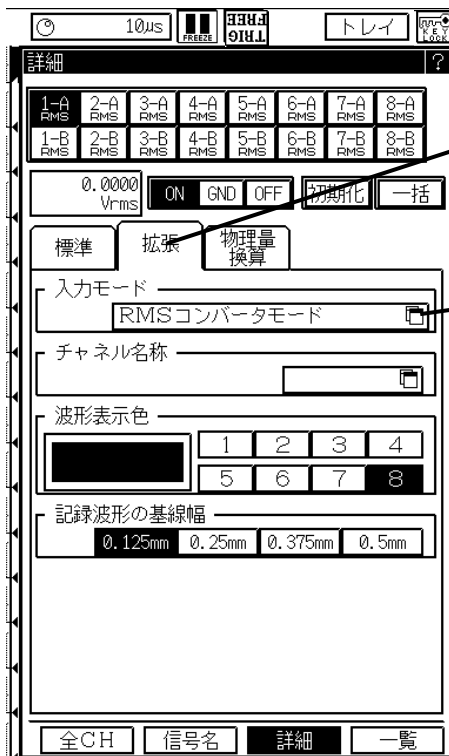 10μs FREEZE FREE TRIG トレイ KEY LOCK
詳細 ?
1-A 2-A 3-A 4-A 5-A 6-A 7-A 8-A
RMS RMS RMS RMS RMS RMS RMS RMS
1-B 2-B 3-B 4-B 5-B 6-B 7-B 8-B
RMS RMS RMS RMS RMS RMS RMS RMS
0.0000 Vrms ON GND OFF 初期化 一括
標準 拡張 物理量換算
入力モード
RMSコンバータモード
チャネル名称
波形表示色
1 2 3 4
5 6 7 8
記録波形の基線幅
0.125mm 0.25mm 0.375mm 0.5mm
全CH 信号名 詳細 一覧